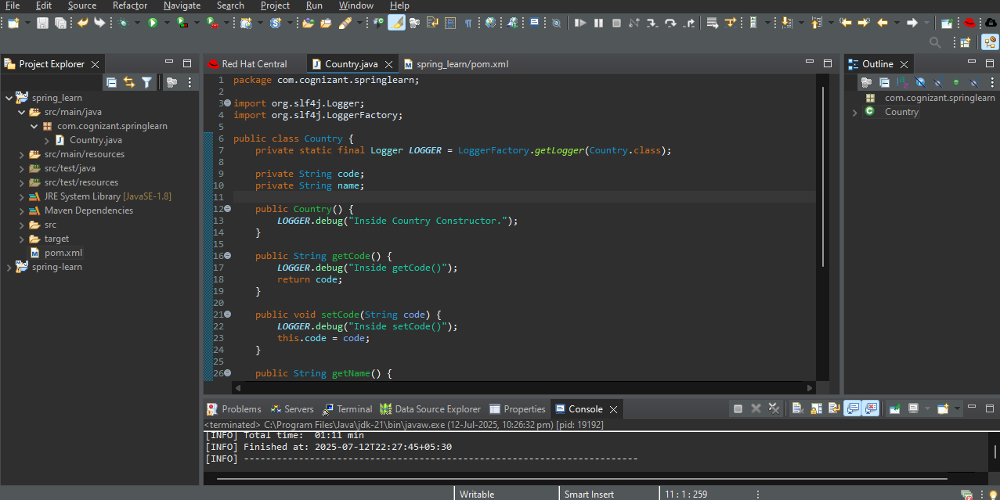 File Edit Source Refactor Navigate Search Project Run Window Help
Project Explorer
spring_learn
src/main/java
com.cognizant.springlearn
Country.java
src/main/resources
src/test/java
src/test/resources
JRE System Library [JavaSE-1.8]
Maven Dependencies
src
target
pom.xml
spring-learn
Red Hat Central Country.java spring_learn/pom.xml
1 package com.cognizant.springlearn;
2
3 import org.slf4j.Logger;
4 import org.slf4j.LoggerFactory;
5
6 public class Country {
7 private static final Logger LOGGER = LoggerFactory.getLogger(Country.class);
8
9 private String code;
10 private String name;
11
12 public Country() {
13 LOGGER.debug("Inside Country Constructor.");
14 }
15
16 public String getCode() {
17 LOGGER.debug("Inside getCode()");
18 return code;
19 }
20
21 public void setCode(String code) {
22 LOGGER.debug("Inside setCode()");
23 this.code = code;
24 }
25
26 public String getName() {
Outline
com.cognizant.springlearn
Country
Problems Servers Terminal Data Source Explorer Properties Console
<terminated> C:\Program Files\Java\jdk-21\bin\javaw.exe (12-Jul-2025, 10:26:32 pm) [pid: 19192]
[INFO] Total time:  01:11 min
[INFO] Finished at: 2025-07-12T22:27:45+05:30
[INFO] ------------------------------------------------------------------------
Writable Smart Insert 11 : 1 : 259